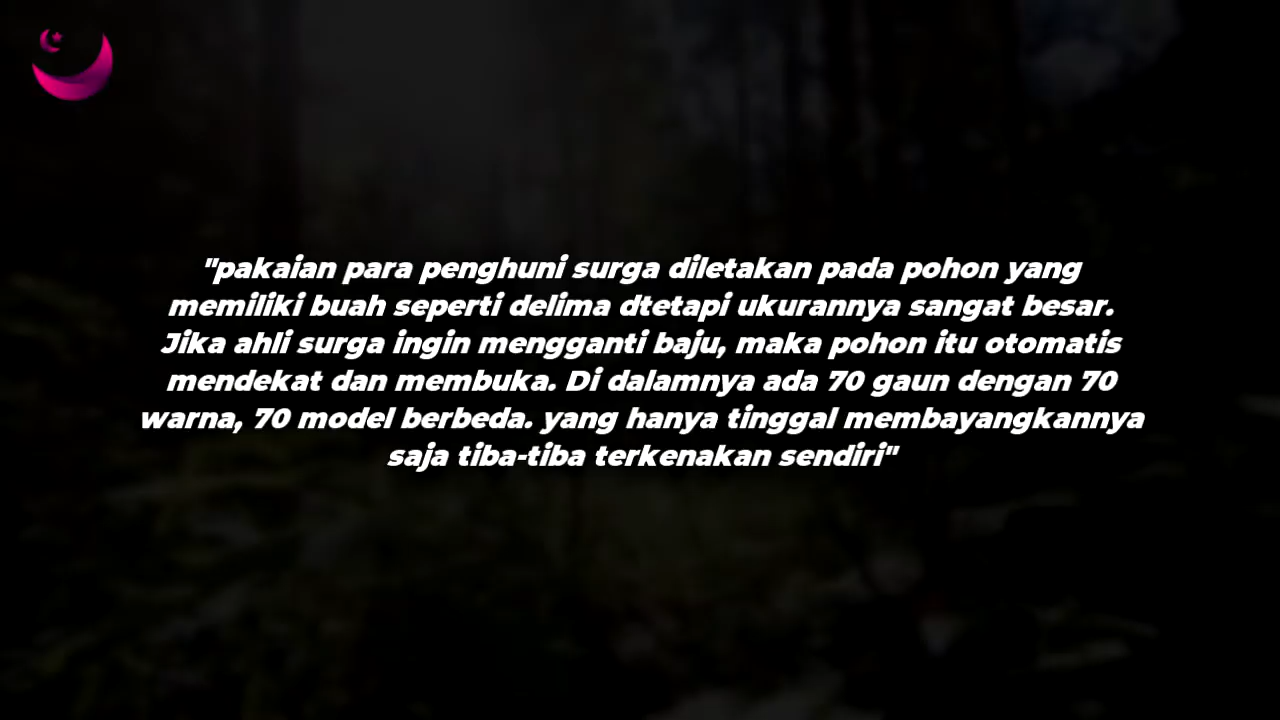 "pakaian para penghuni surga diletakan pada pohon yang
memiliki buah seperti delima dtetapi ukurannya sangat besar.
Jika ahli surga ingin mengganti baju, maka pohon itu otomatis
mendekat dan membuka. Di dalamnya ada 70 gaun dengan 70
warna, 70 model berbeda. yang hanya tinggal membayangkannya
saja tiba-tiba terkenakan sendiri"